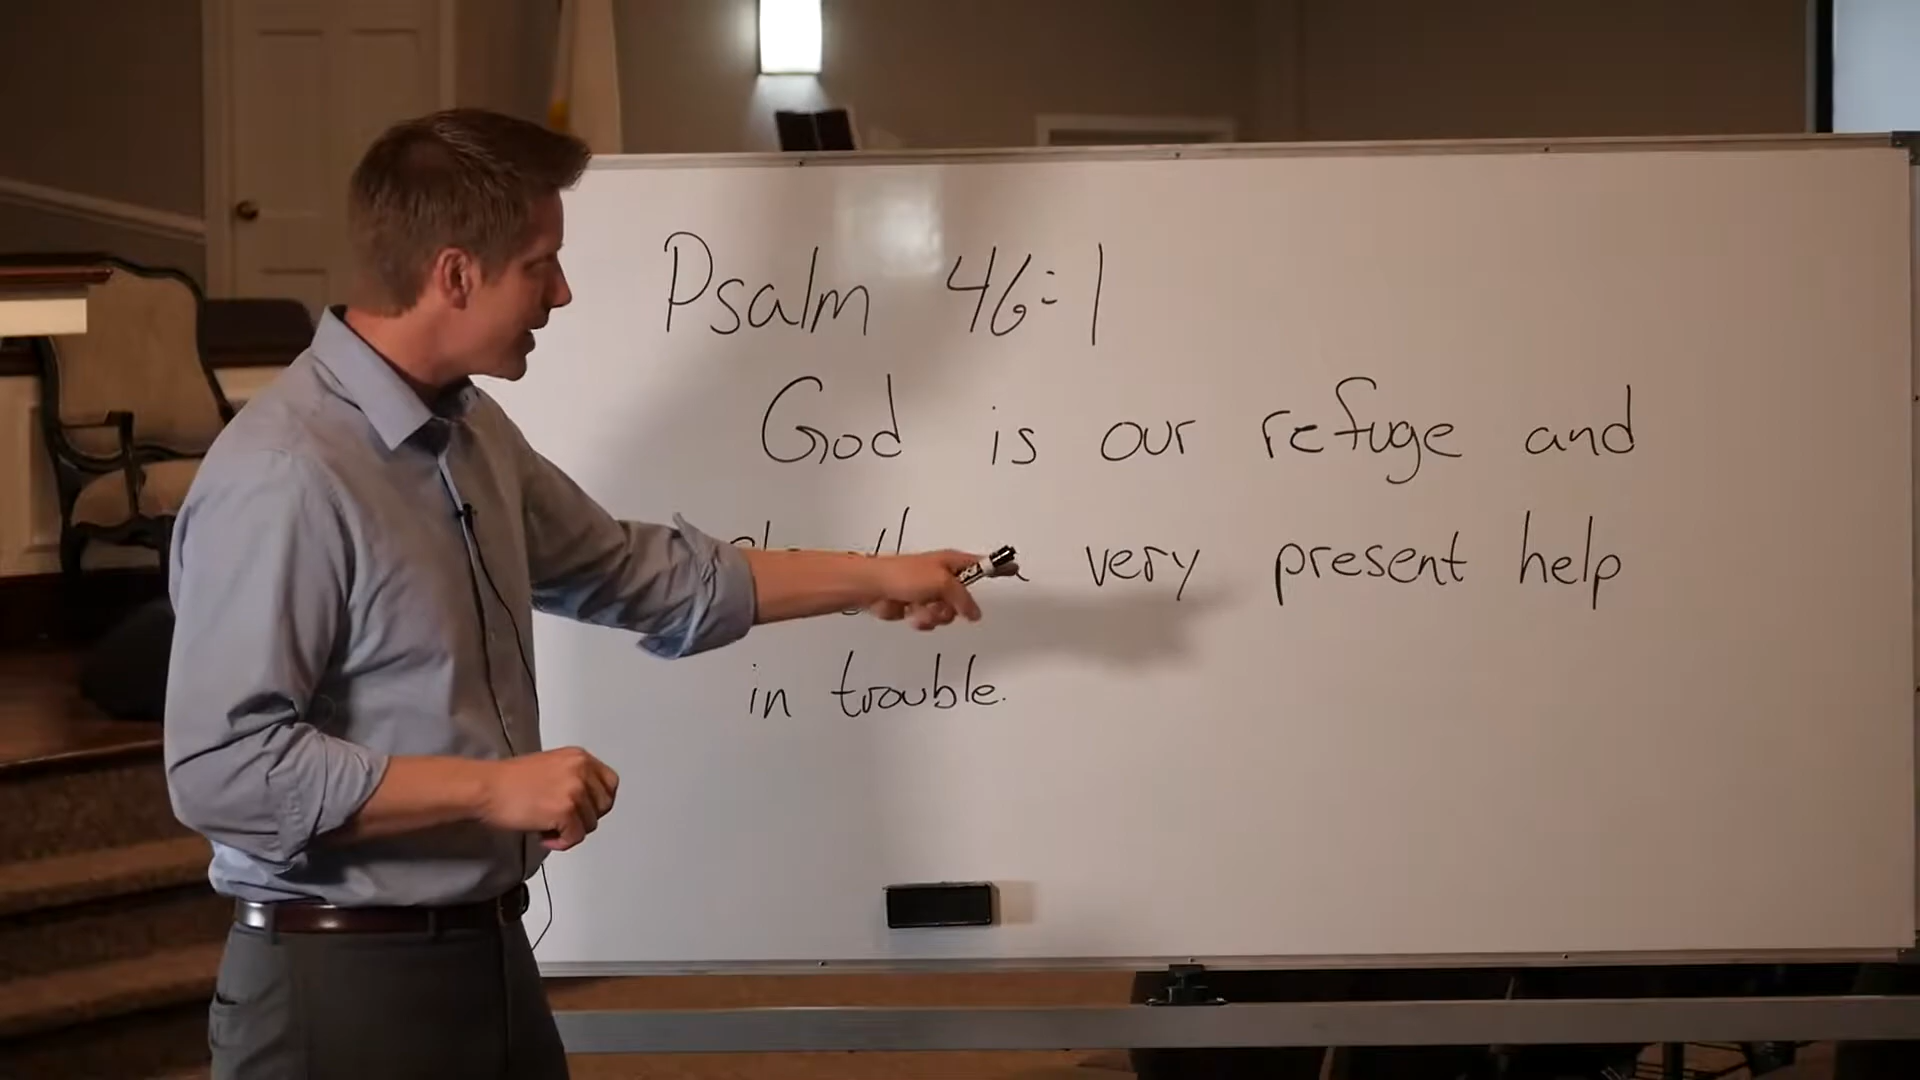 Psalm 46:1
God is our refuge and
very present help
in trouble.